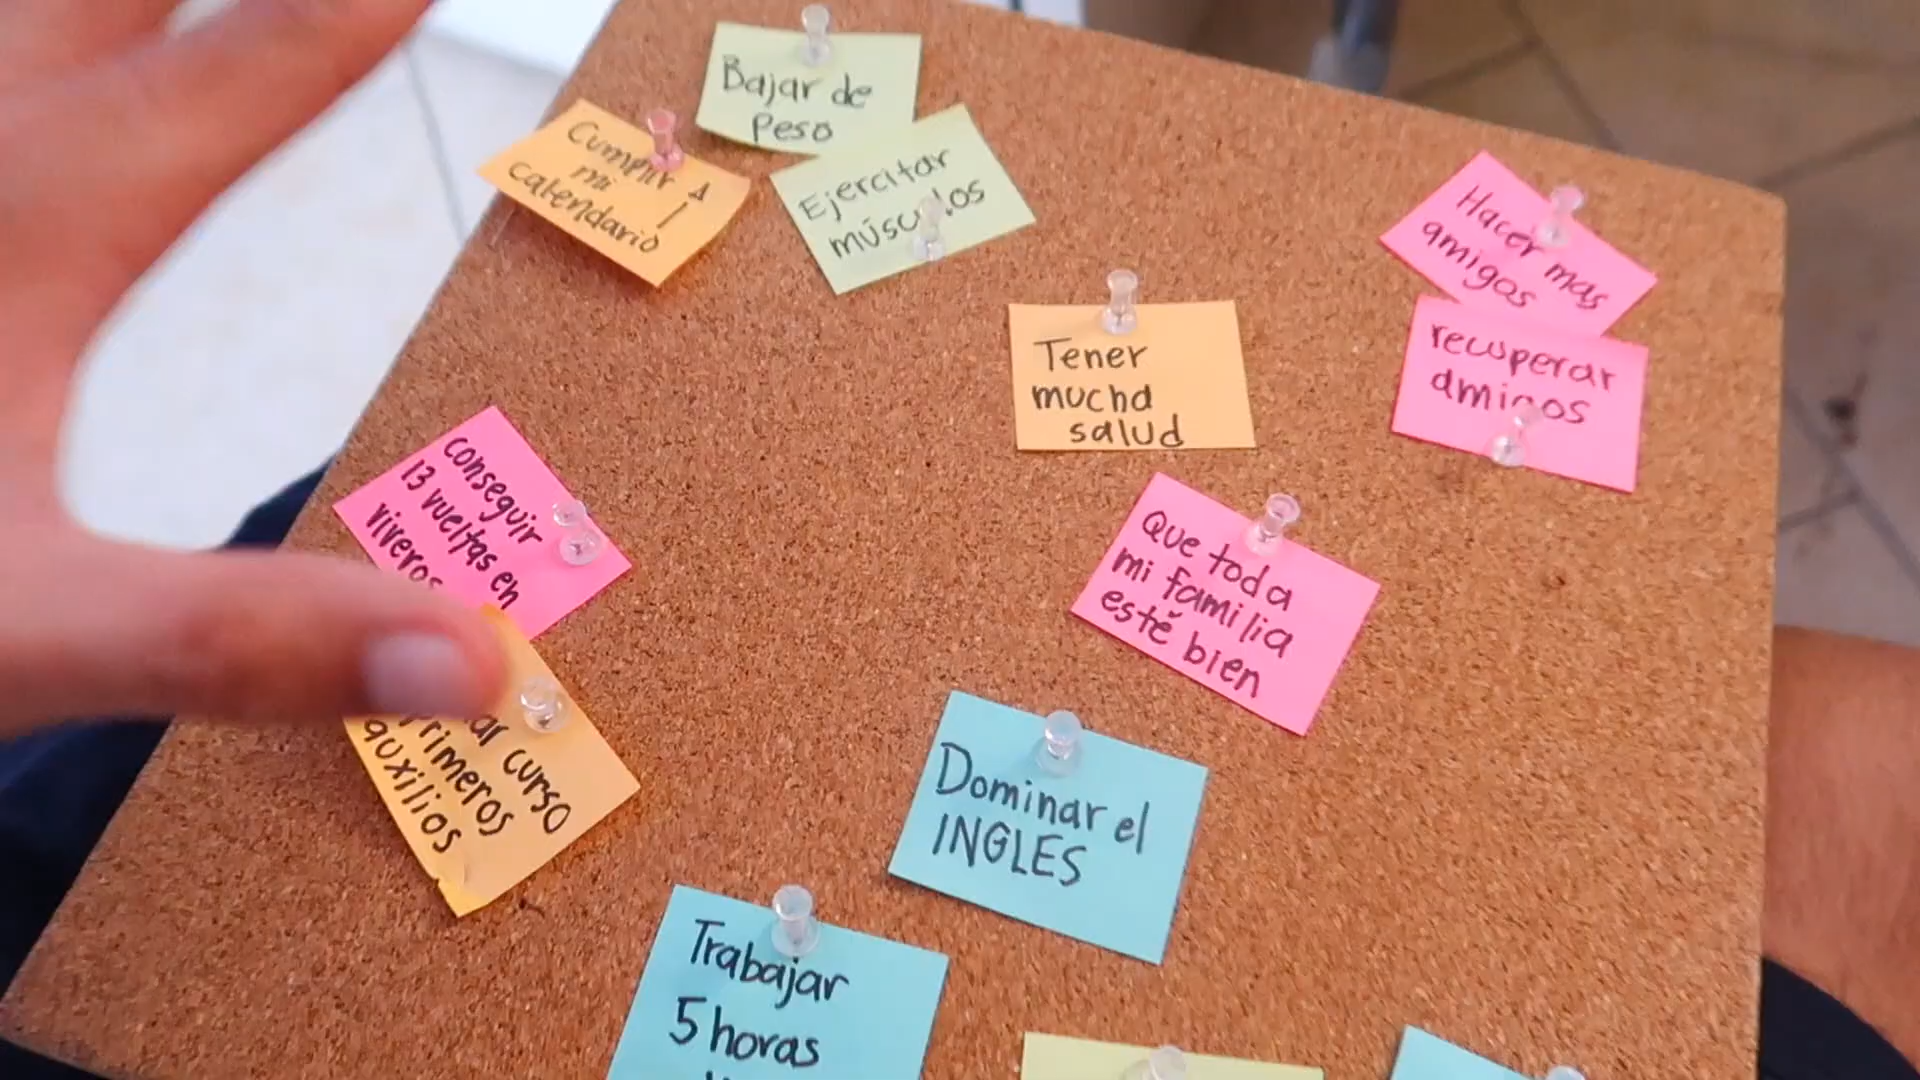 Bajar de
peso
Cumplir
mi
calendario
Ejercitar
músculos
Hacer mas
amigos
recuperar
amigos
Tener
mucha
salud
conseguir
13 vueltas en
viveros
Que toda
mi familia
esté bien
curso
primeros
auxilios
Dominar el
INGLES
Trabajar
5 horas